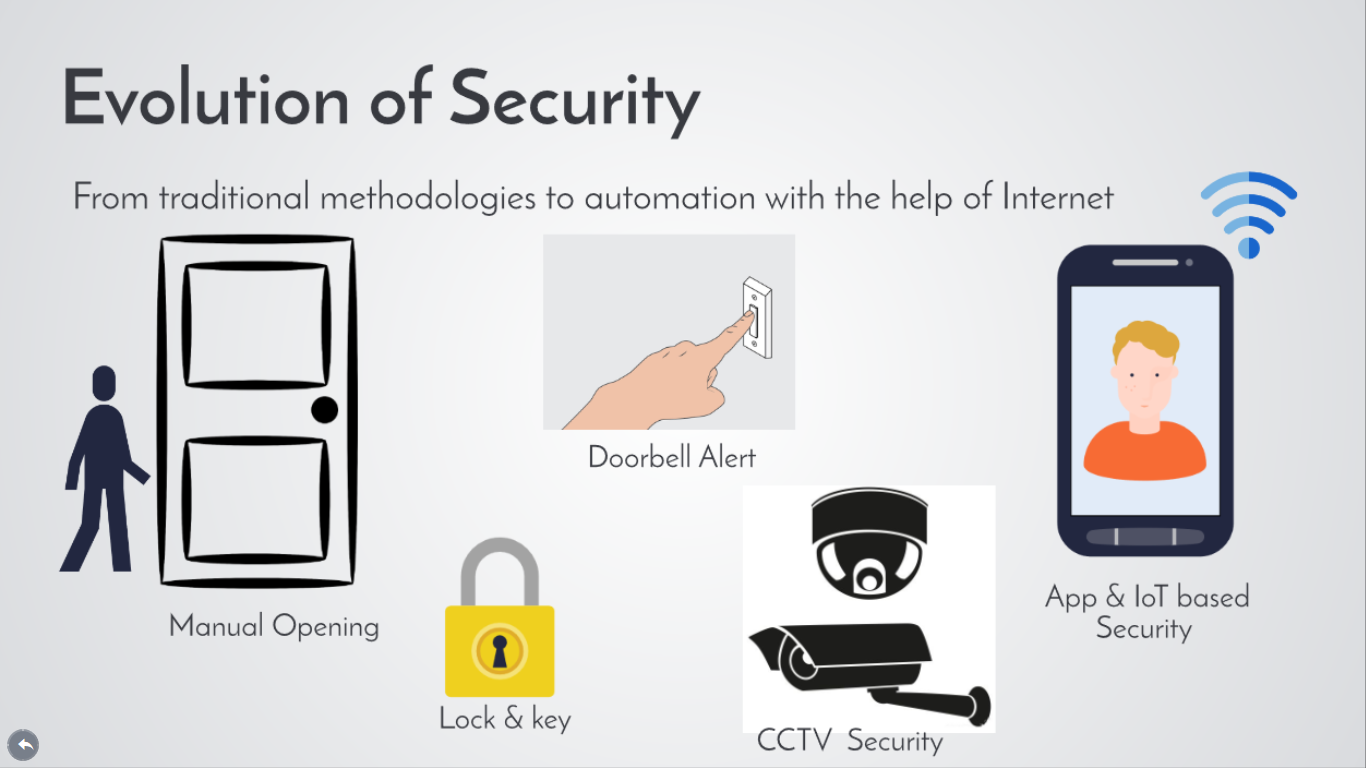 Evolution of Security
From traditional methodologies to automation with the help of Internet
Manual Opening
Lock & key
Doorbell Alert
CCTV Security
App & IoT based
Security